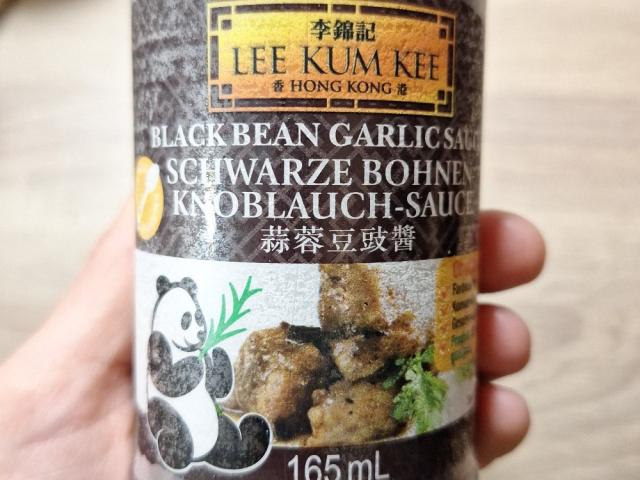 李錦記
LEE KUM KEE
香 HONG KONG 港
BLACK BEAN GARLIC
SCHWARZE BOHNEN-
KNOBLAUCH-SAUCE
蒜蓉豆豉醬
165mL